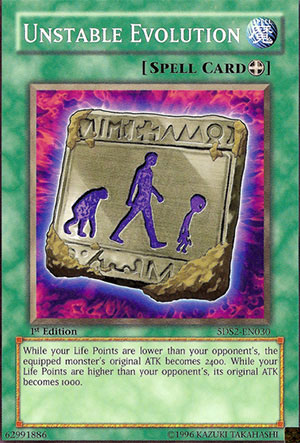 UNSTABLE EVOLUTION
[SPELL CARD]
1st Edition
5DS2-EN030
While your Life Points are lower than your opponent's, the
equipped monster's original ATK becomes 2400. While your
Life Points are higher than your opponent's, its original ATK
becomes 1000.
62991886
©1996 KAZUKI TAKAHASHI